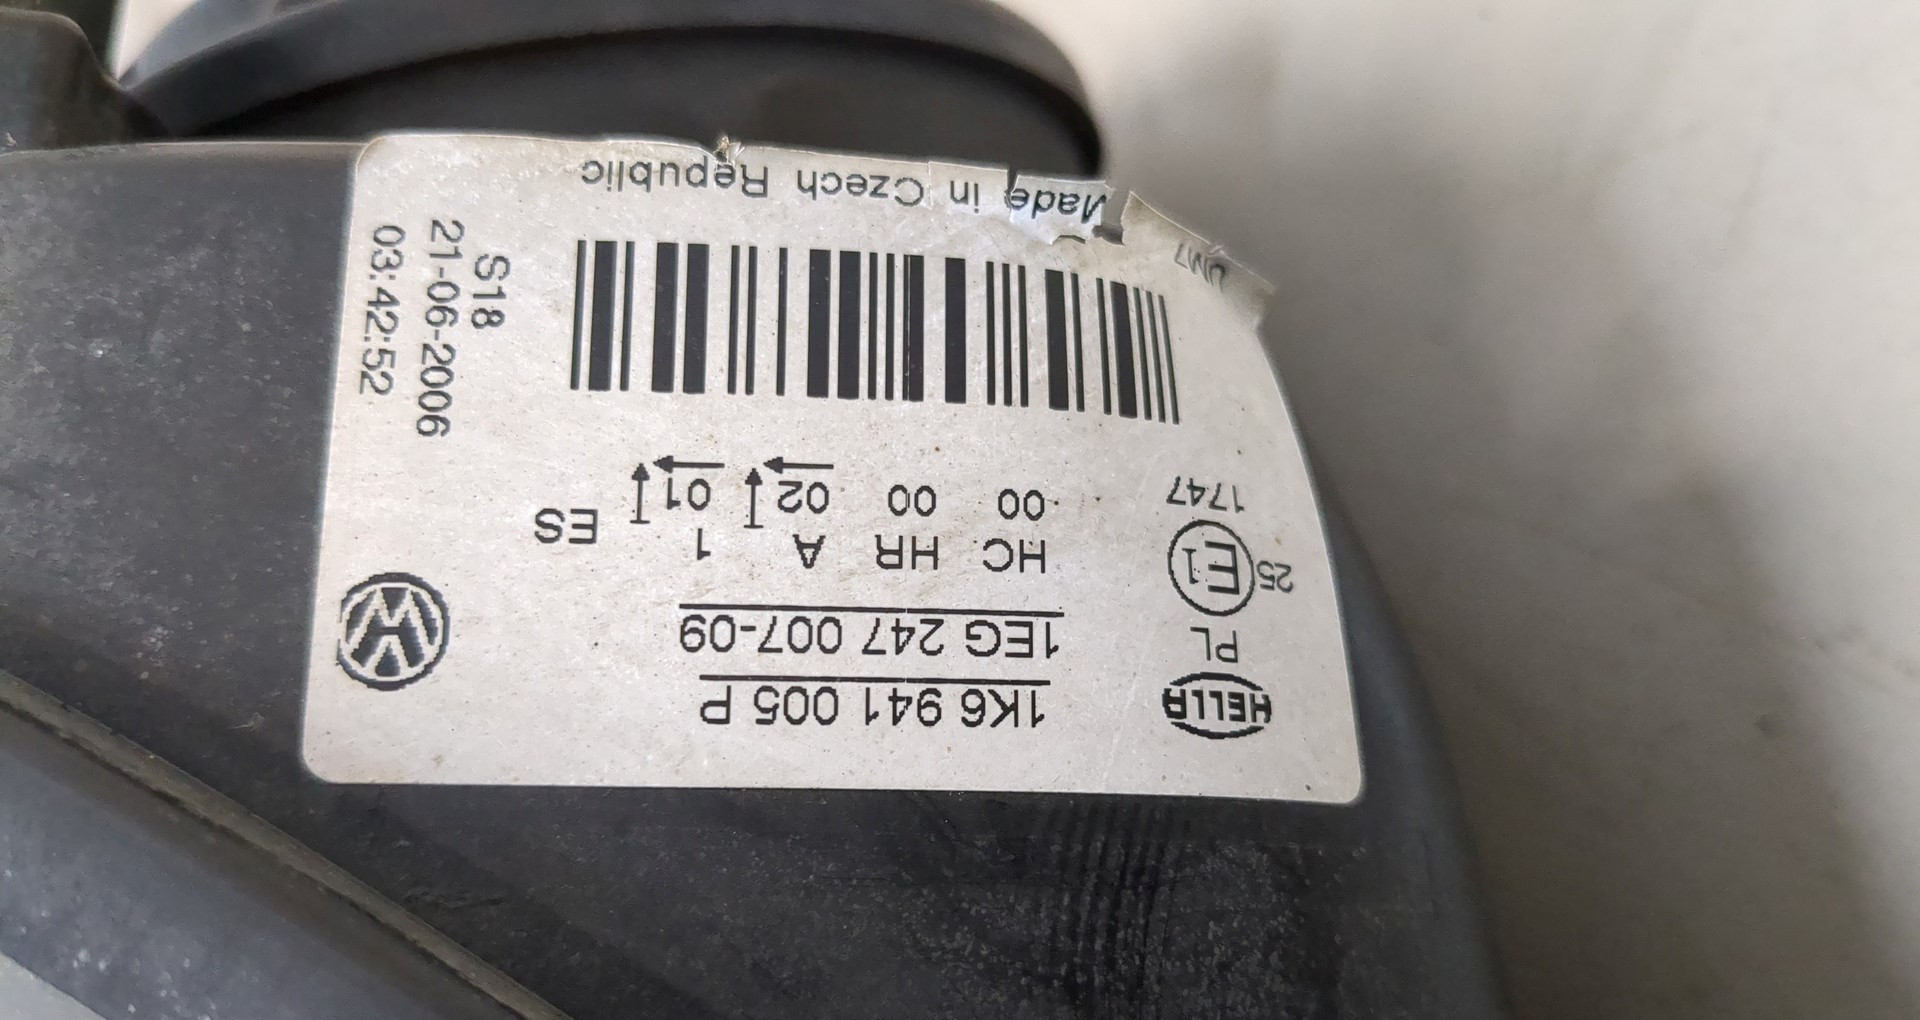 HELLA
1K6 941 005 P
PL
1EG 247 007-09
25 E1
HC HR A 1 ES
1747
00 00 02 01
Made in Czech Republic
S18
21-06-2006
03:42:52